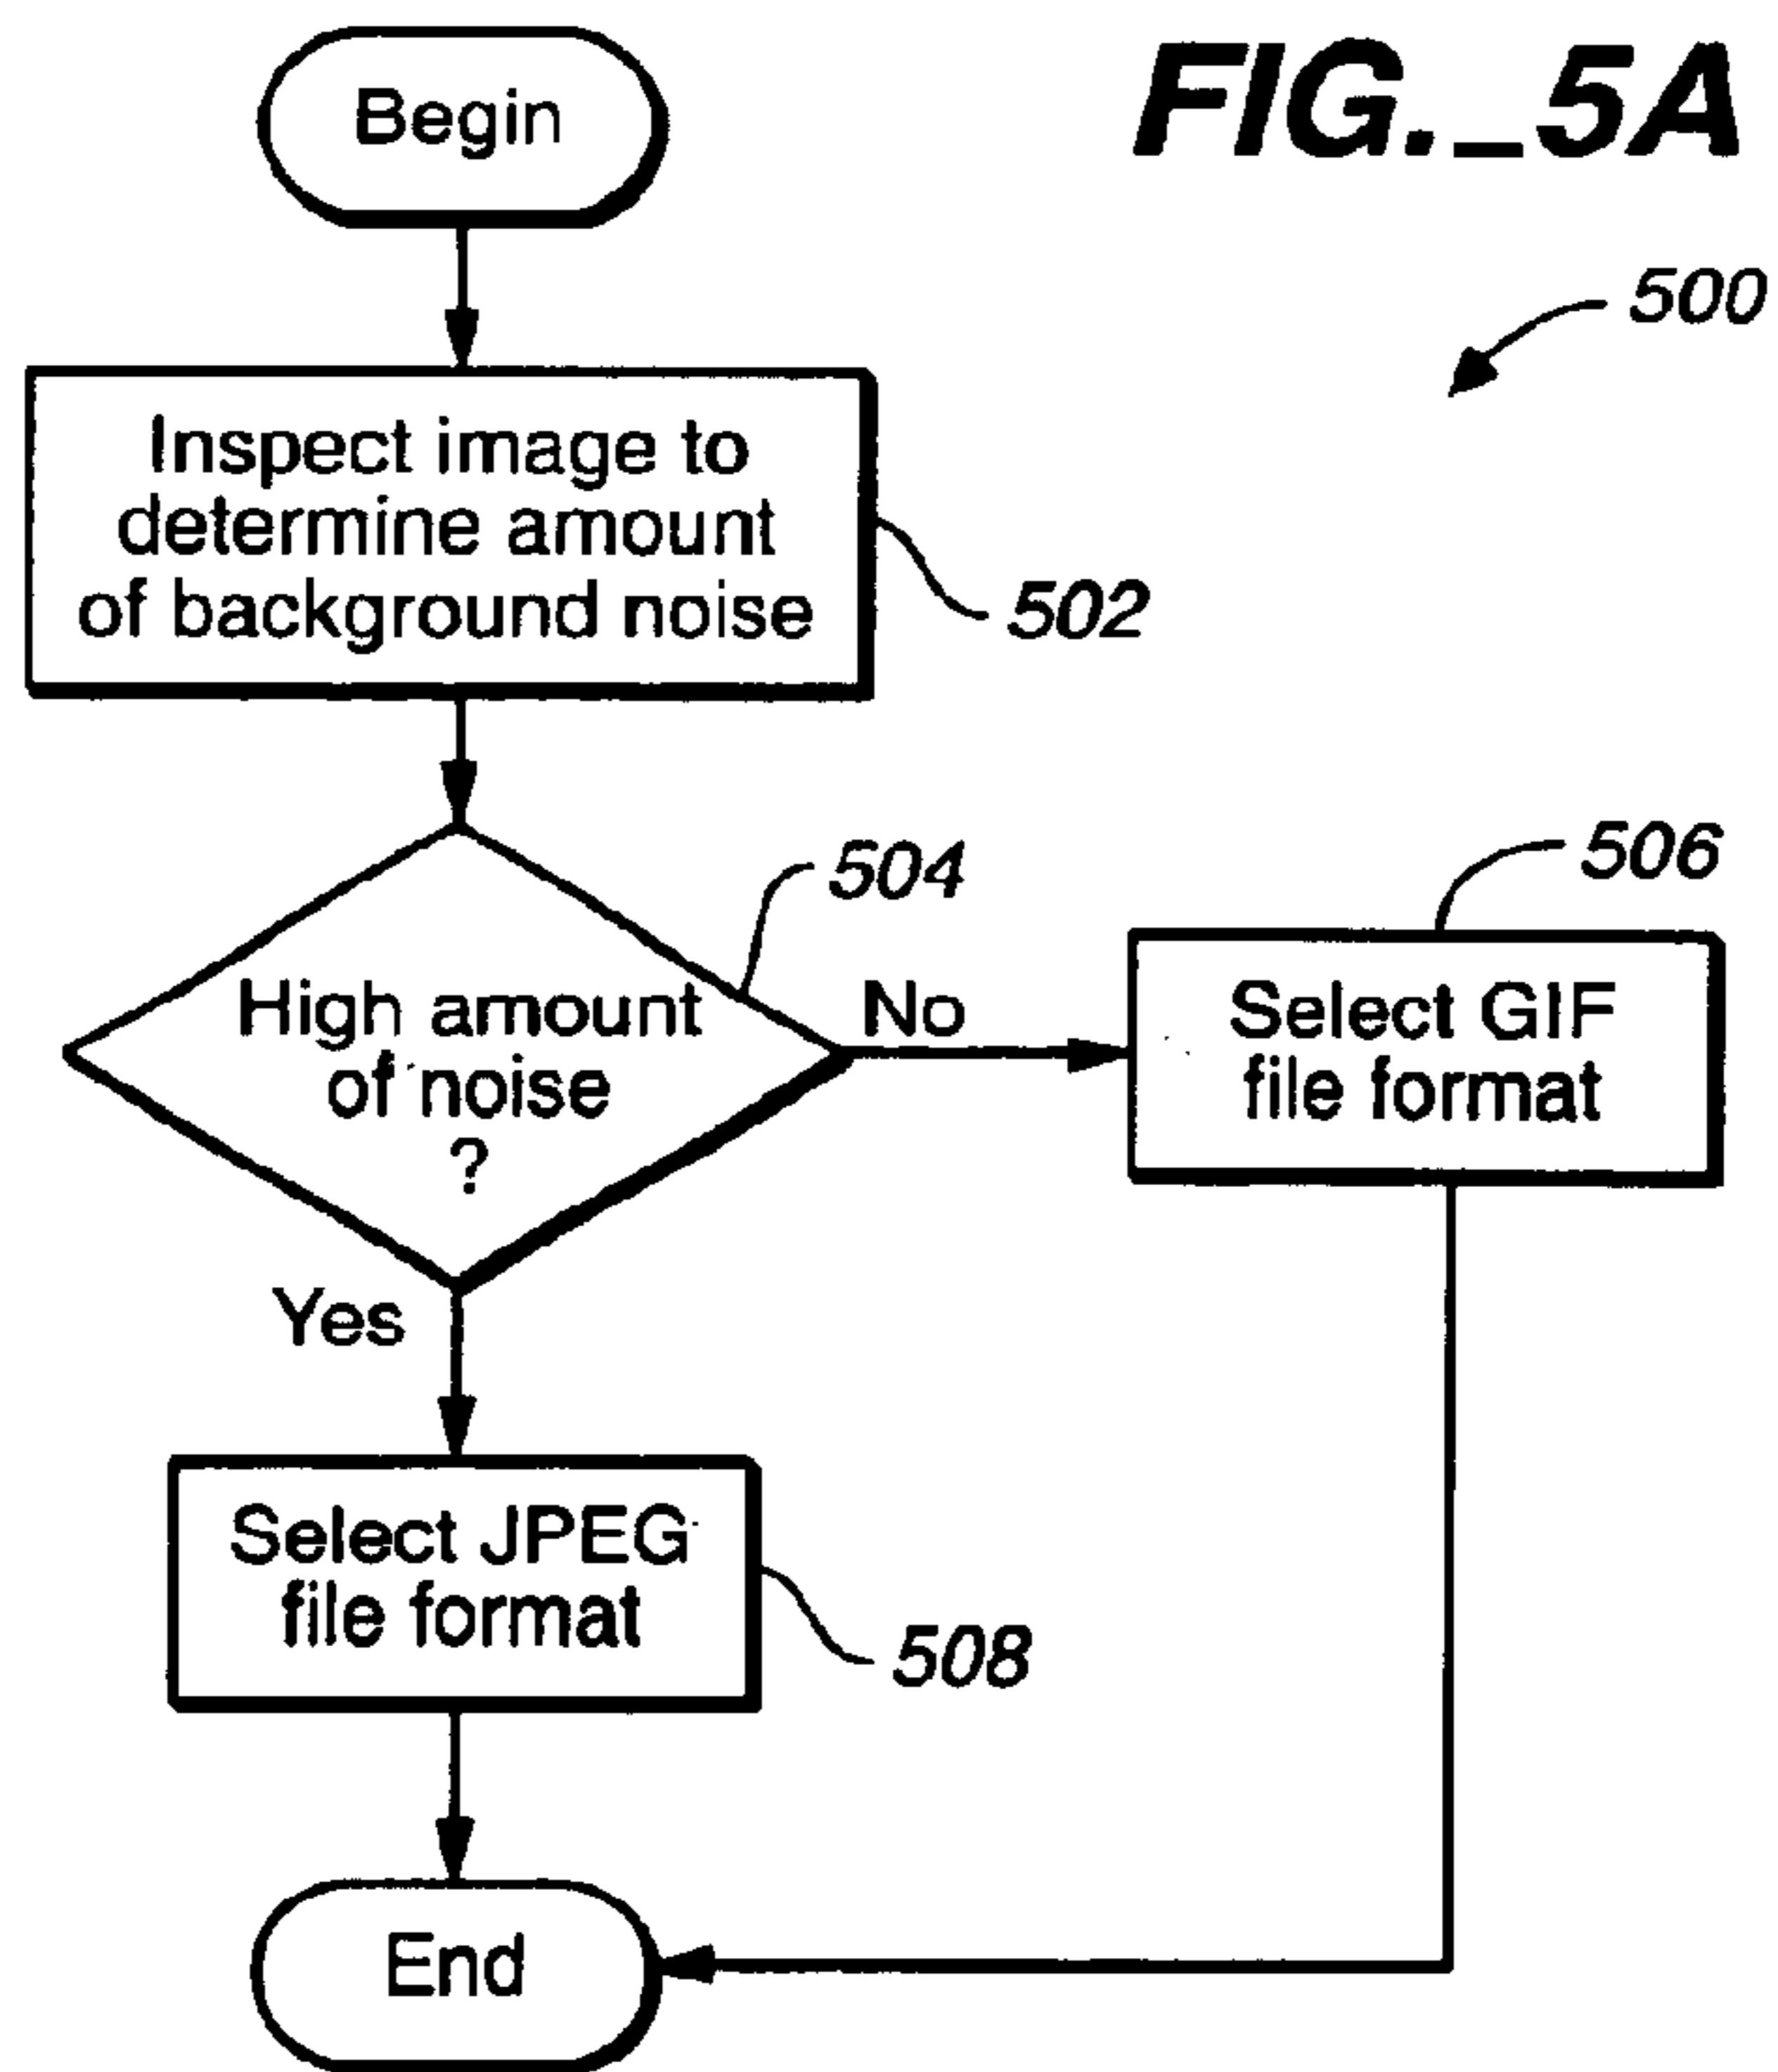 Begin
FIG._5A
500
Inspect image to
determine amount
of background noise
502
504
506
High amount
of noise
?
No
Select GIF
file format
Yes
Select JPEG
file format
508
End